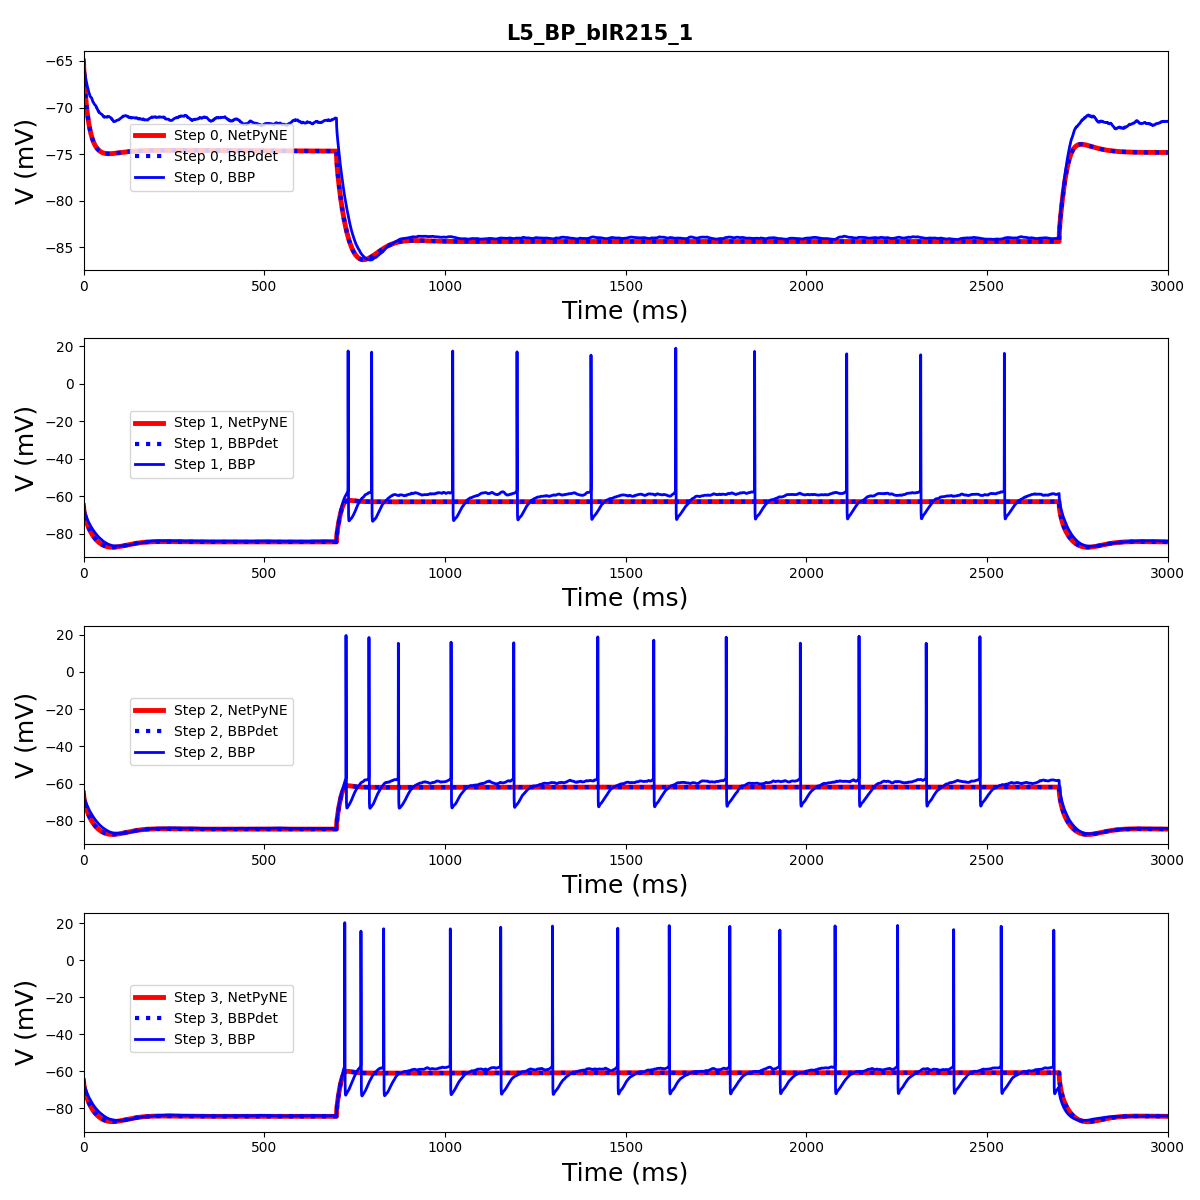 L5_BP_bIR215_1
−65
−70
−75
−80
−85
V (mV)
Step 0, NetPyNE
Step 0, BBPdet
Step 0, BBP
0 500 1000 1500 2000 2500 3000
Time (ms)
20
0
−20
−40
−60
−80
V (mV)
Step 1, NetPyNE
Step 1, BBPdet
Step 1, BBP
0 500 1000 1500 2000 2500 3000
Time (ms)
20
0
−20
−40
−60
−80
V (mV)
Step 2, NetPyNE
Step 2, BBPdet
Step 2, BBP
0 500 1000 1500 2000 2500 3000
Time (ms)
20
0
−20
−40
−60
−80
V (mV)
Step 3, NetPyNE
Step 3, BBPdet
Step 3, BBP
0 500 1000 1500 2000 2500 3000
Time (ms)